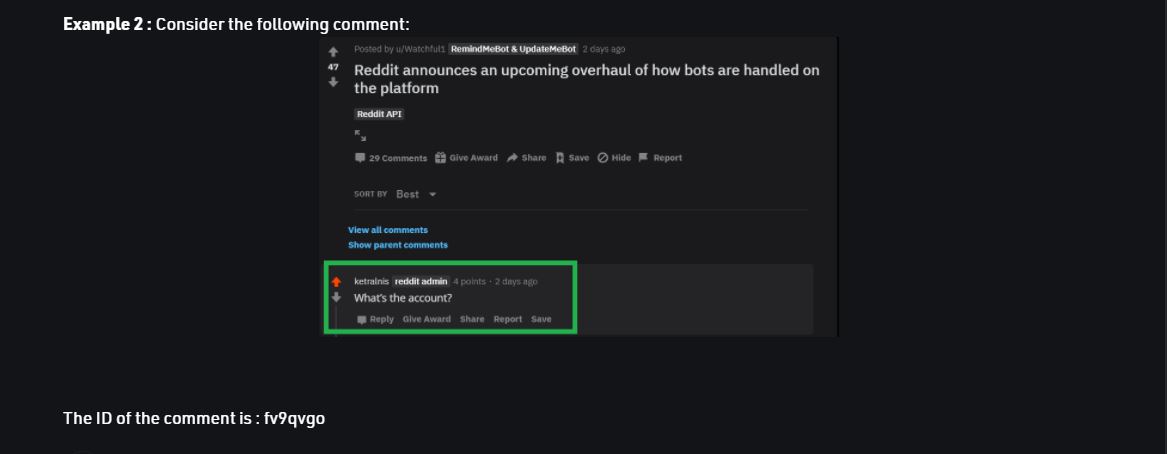 Example 2 : Consider the following comment:
Posted by u/Watchful1 RemindMeBot & UpdateMeBot 2 days ago
47
Reddit announces an upcoming overhaul of how bots are handled on
the platform
Reddit API
29 Comments Give Award Share Save Hide Report
SORT BY Best
View all comments
Show parent comments
ketralnis reddit admin 4 points · 2 days ago
What's the account?
Reply Give Award Share Report Save
The ID of the comment is : fv9qvgo